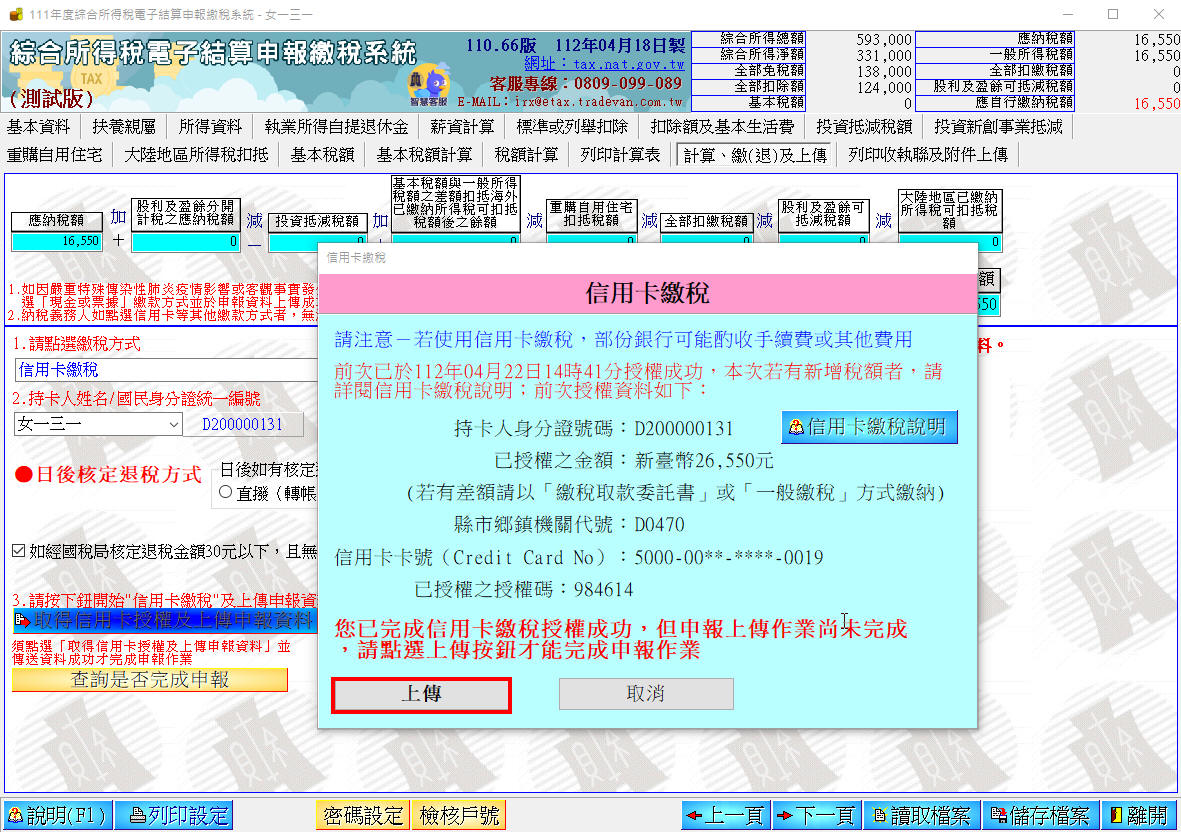 111年度綜合所得稅電子結算申報繳稅系統 - 女一三一
綜合所得稅電子結算申報繳稅系統
TAX
(測試版)
110.66版 112年04月18日製
網址：tax.nat.gov.tw
客服專線：0809-099-089
E-MAIL：irx@etax.tradevan.com.tw
智慧客服
綜合所得總額 593,000 應納稅額 16,550
綜合所得淨額 331,000 一般所得稅額 16,550
全部免稅額 138,000 全部扣繳稅額 0
全部扣除額 124,000 股利及盈餘可抵減稅額 0
基本稅額 0 應自行繳納稅額 16,550
基本資料 扶養親屬 所得資料 執業所得自提退休金 薪資計算 標準或列舉扣除 扣除額及基本生活費 投資抵減稅額 投資新創事業抵減
重購自用住宅 大陸地區所得稅扣抵 基本稅額 基本稅額計算 稅額計算 列印計算表 計算、繳(退)及上傳 列印收執聯及附件上傳
應納稅額
16,550
加
＋
股利及盈餘分開
計稅之應納稅額
0
減
－
投資抵減稅額
0
加
基本稅額與一般所得
稅額之差額扣抵海外
已繳納所得稅可扣抵
稅額後之餘額
0
減
重購自用住宅
扣抵稅額
0
減
全部扣繳稅額
0
減
股利及盈餘可
抵減稅額
0
減
大陸地區已繳納
所得稅可扣抵稅
額
0
額
550
1.如因嚴重特殊傳染性肺炎疫情影響或客觀事實發
選「現金或票據」繳款方式並於申報資料上傳成
2.納稅義務人如點選信用卡等其他繳款方式者，無
料。
1.請點選繳稅方式
信用卡繳稅
2.持卡人姓名/國民身分證統一編號
女一三一 D200000131
●日後核定退稅方式
日後如有核定
直撥（轉帳
如經國稅局核定退稅金額30元以下，且無
3.請按下鈕開始"信用卡繳稅"及上傳申報資
取得信用卡授權及上傳申報資料
須點選「取得信用卡授權及上傳申報資料」並
傳送資料成功才完成申報作業
查詢是否完成申報
信用卡繳稅
信用卡繳稅
請注意－若使用信用卡繳稅，部份銀行可能酌收手續費或其他費用
前次已於112年04月22日14時41分授權成功，本次若有新增稅額者，請
詳閱信用卡繳稅說明；前次授權資料如下：
持卡人身分證號碼：D200000131
信用卡繳稅說明
已授權之金額：新臺幣26,550元
(若有差額請以「繳稅取款委託書」或「一般繳稅」方式繳納)
縣市鄉鎮機關代號：D0470
信用卡卡號（Credit Card No）：5000-00**-****-0019
已授權之授權碼：984614
您已完成信用卡繳稅授權成功，但申報上傳作業尚未完成
，請點選上傳按鈕才能完成申報作業
上傳 取消
說明(F1) 列印設定 密碼設定 檢核戶號 上一頁 下一頁 讀取檔案 儲存檔案 離開